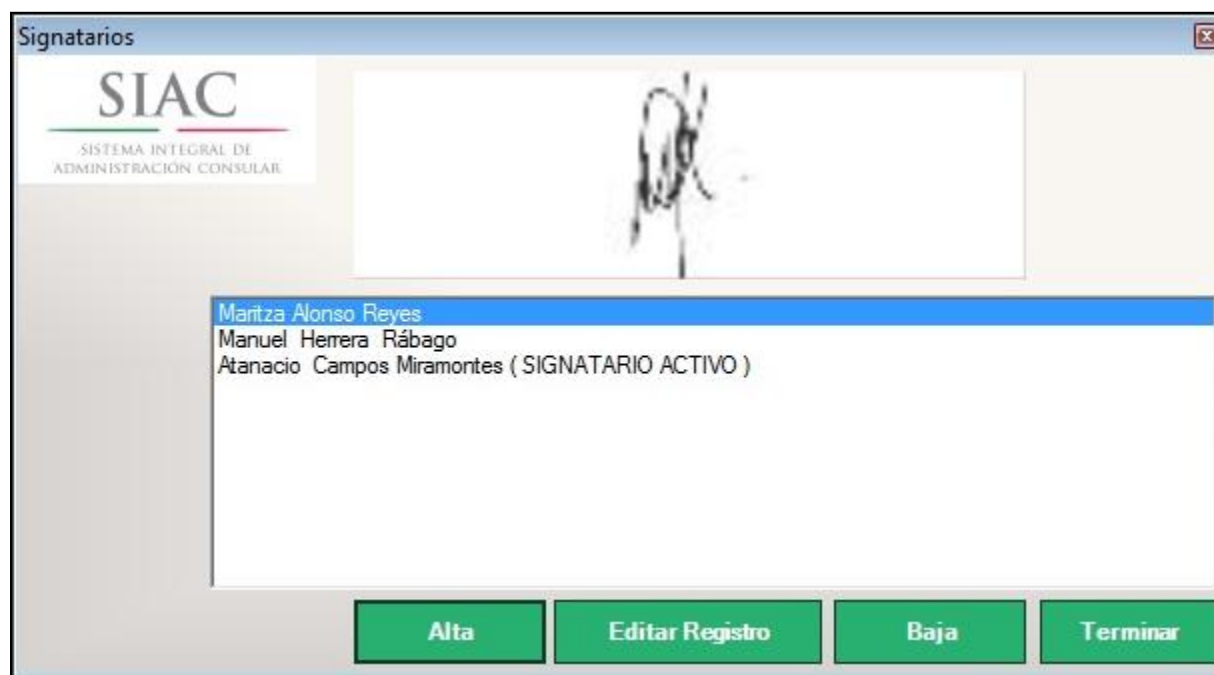 Signatarios
SIAC
SISTEMA INTEGRAL DE
ADMINISTRACIÓN CONSULAR
Maritza Alonso Reyes
Manuel Herrera Rábago
Atanacio Campos Miramontes ( SIGNATARIO ACTIVO )
Alta Editar Registro Baja Terminar